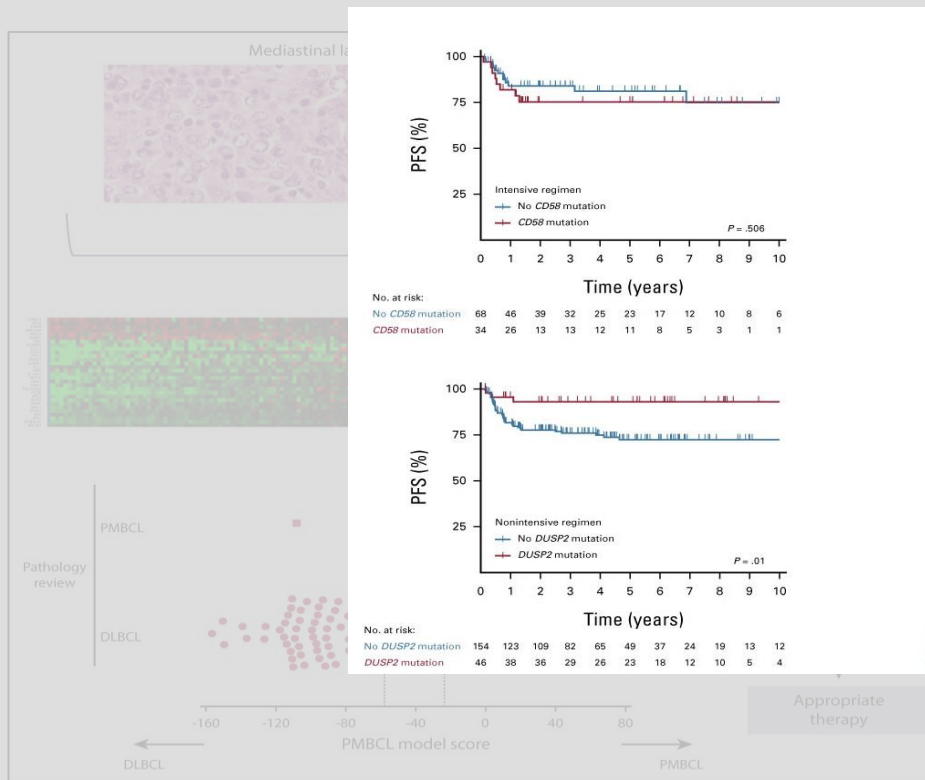 Mediastinal la
100
75
50
25
PFS (%)
Intensive regimen
No CD58 mutation
CD58 mutation
P = .506
0 1 2 3 4 5 6 7 8 9 10
Time (years)
No. at risk:
No CD58 mutation 68 46 39 32 25 23 17 12 10 8 6
CD58 mutation 34 26 13 13 12 11 8 5 3 1 1
100
75
50
25
PFS (%)
Nonintensive regimen
No DUSP2 mutation
DUSP2 mutation
P = .01
0 1 2 3 4 5 6 7 8 9 10
Time (years)
No. at risk:
No DUSP2 mutation 154 123 109 82 65 49 37 24 19 13 12
DUSP2 mutation 46 38 36 29 26 23 18 12 10 5 4
PMBCL
Pathology
review
DLBCL
-160 -120 -80 -40 0 40 80
PMBCL model score
DLBCL
PMBCL
Appropriate
therapy